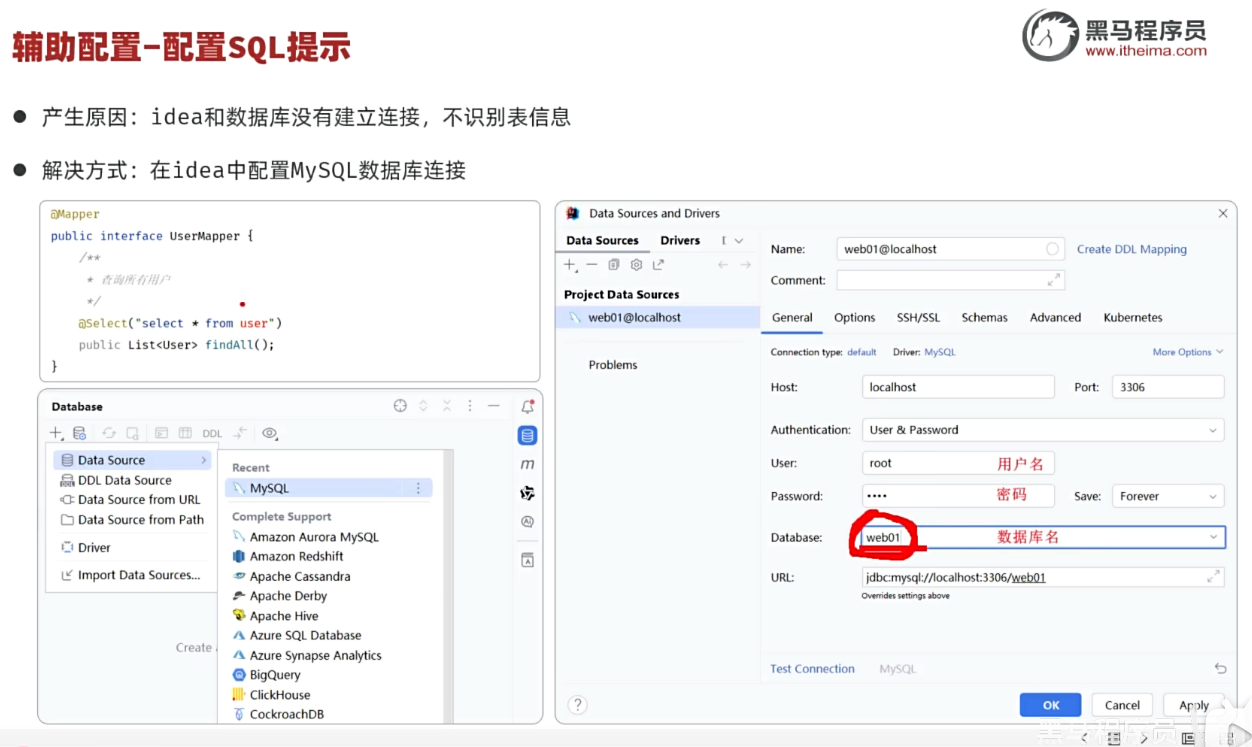 辅助配置-配置SQL提示
黑马程序员
www.itheima.com
● 产生原因：idea和数据库没有建立连接，不识别表信息
● 解决方式：在idea中配置MySQL数据库连接
@Mapper
public interface UserMapper {
/**
* 查询所有用户
*/
@Select("select * from user")
public List<User> findAll();
}
Database
DDL
Data Source
DDL Data Source
Data Source from URL
Data Source from Path
Driver
Import Data Sources...
Create
Recent
MySQL
Complete Support
Amazon Aurora MySQL
Amazon Redshift
Apache Cassandra
Apache Derby
Apache Hive
Azure SQL Database
Azure Synapse Analytics
BigQuery
ClickHouse
CockroachDB
m
Data Sources and Drivers
Data Sources Drivers
Project Data Sources
web01@localhost
Problems
Name: web01@localhost Create DDL Mapping
Comment:
General Options SSH/SSL Schemas Advanced Kubernetes
Connection type: default Driver: MySQL More Options
Host: localhost Port: 3306
Authentication: User & Password
User: root 用户名
Password: •••• 密码 Save: Forever
Database: web01 数据库名
URL: jdbc:mysql://localhost:3306/web01
Overrides settings above
Test Connection MySQL
?
OK Cancel Apply
黑马程序员